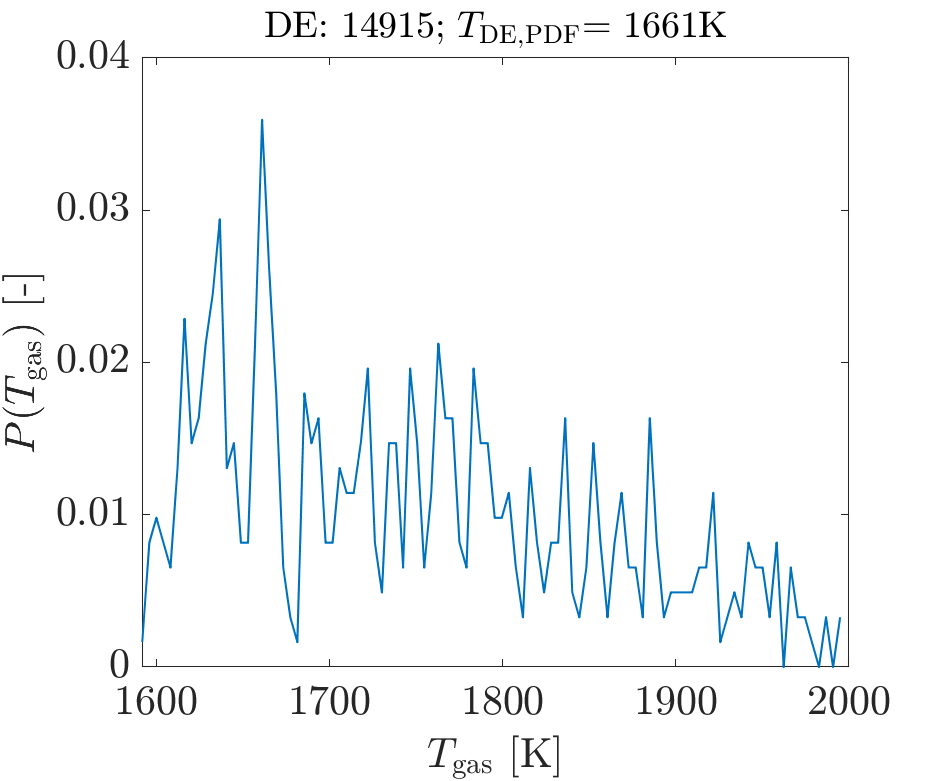 DE: 14915; T_DE,PDF= 1661K
0.04
0.03
0.02
0.01
0
P(T_gas) [-]
1600 1700 1800 1900 2000
T_gas [K]